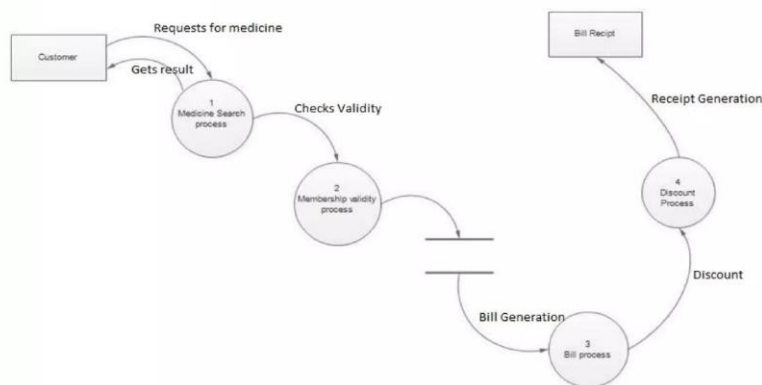 Requests for medicine
Customer
Gets result
1
Medicine Search
process
Checks Validity
2
Membership validity
process
Bill Generation
3
Bill process
Discount
4
Discount
Process
Receipt Generation
Bill Recipt